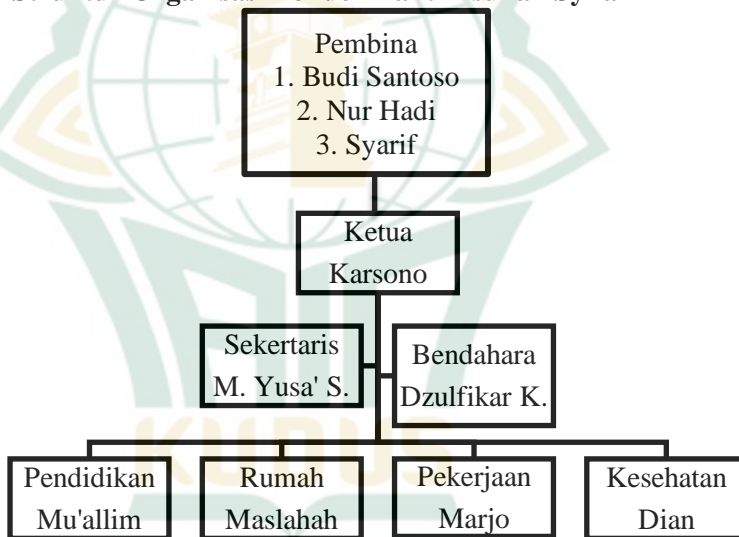 Pembina
1. Budi Santoso
2. Nur Hadi
3. Syarif
Ketua
Karsono
Sekertaris
M. Yusa' S.
Bendahara
Dzulfikar K.
Pendidikan
Mu'allim
Rumah
Maslahah
Pekerjaan
Marjo
Kesehatan
Dian
KUDUS